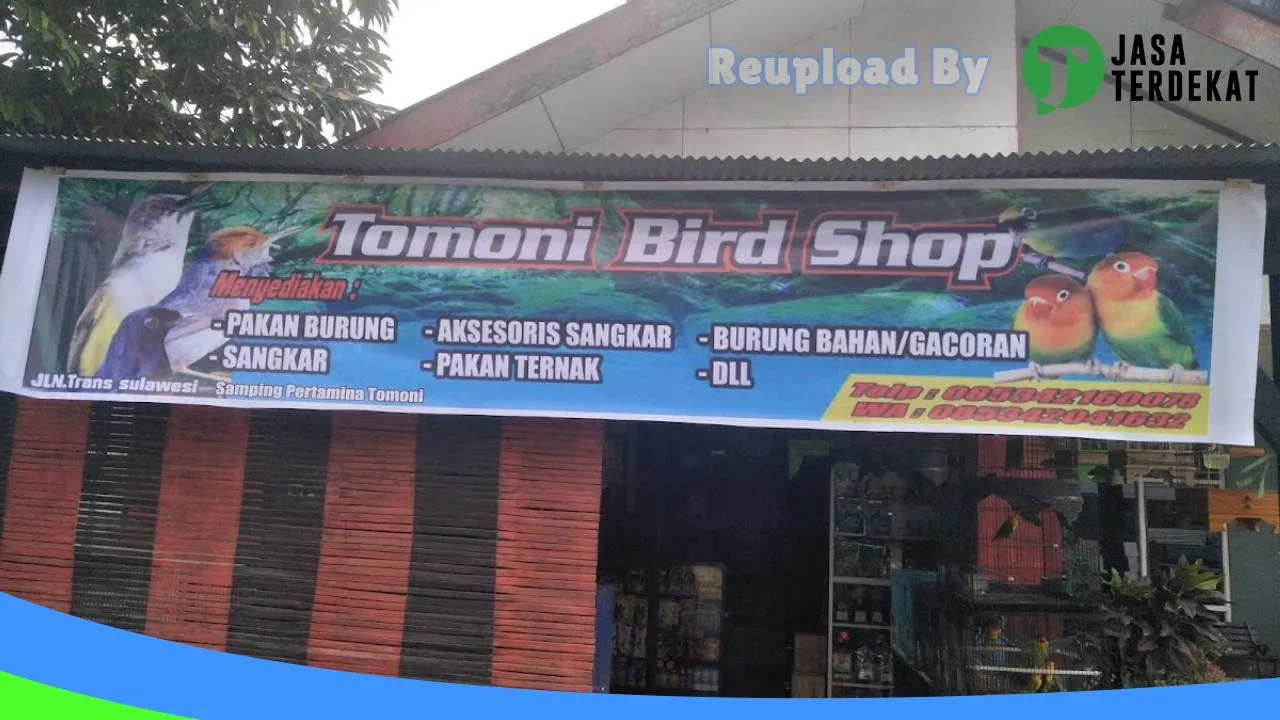 Reupload By
JASA
TERDEKAT
Tomoni Bird Shop
Menyediakan :
- PAKAN BURUNG
- SANGKAR
- AKSESORIS SANGKAR
- PAKAN TERNAK
- BURUNG BAHAN/GACORAN
- DLL
JLN.Trans sulawesi - Samping Pertamina Tomoni
Telp : 085342160078
WA : 085342041632